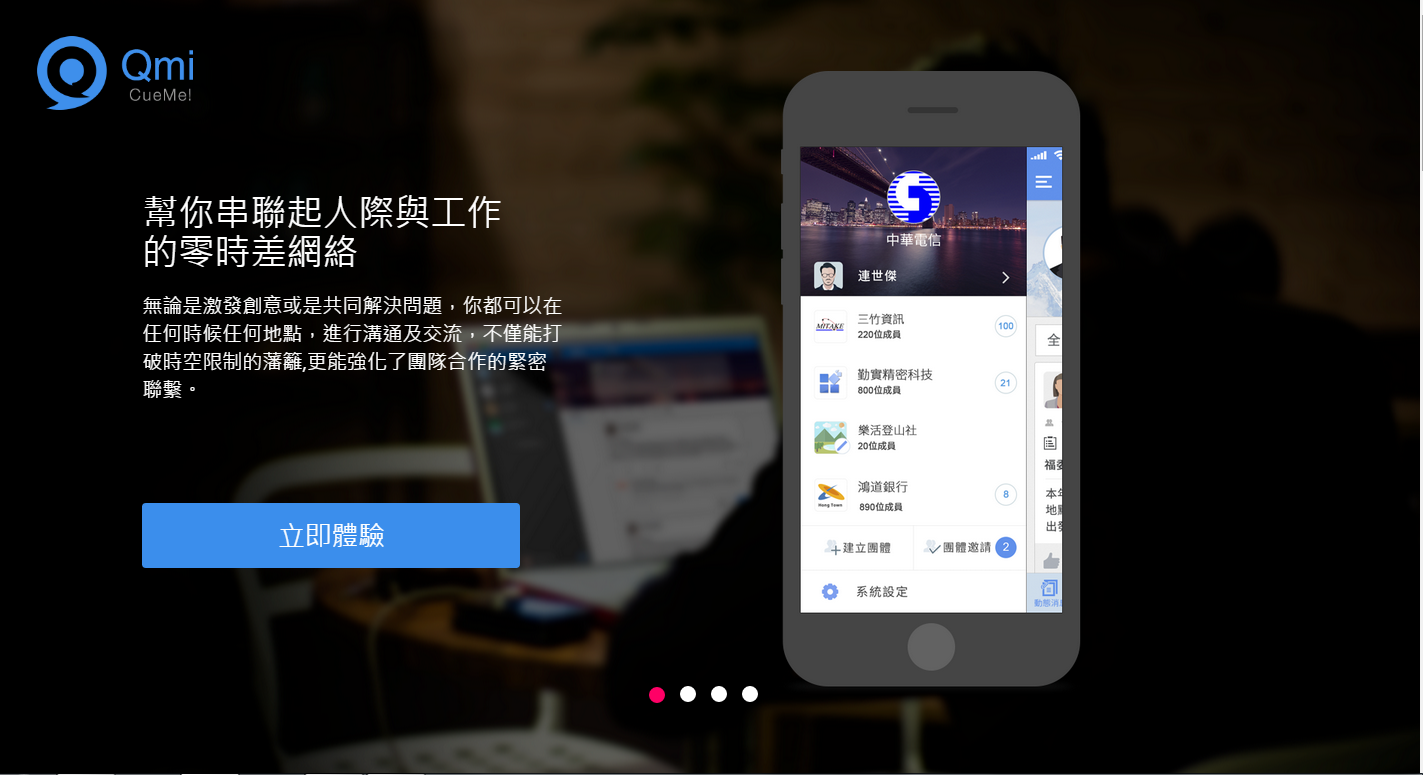 Qmi
CueMe!
幫你串聯起人際與工作
的零時差網絡
無論是激發創意或是共同解決問題，你都可以在
任何時候任何地點，進行溝通及交流，不僅能打
破時空限制的藩籬,更能強化了團隊合作的緊密
聯繫。
立即體驗
中華電信
連世傑
MITAKE
三竹資訊
220位成員
100
勤實精密科技
800位成員
21
樂活登山社
20位成員
Hong Town
鴻道銀行
890位成員
8
建立團體
團體邀請
2
系統設定
全
福委
本年
地點
出發
動態消